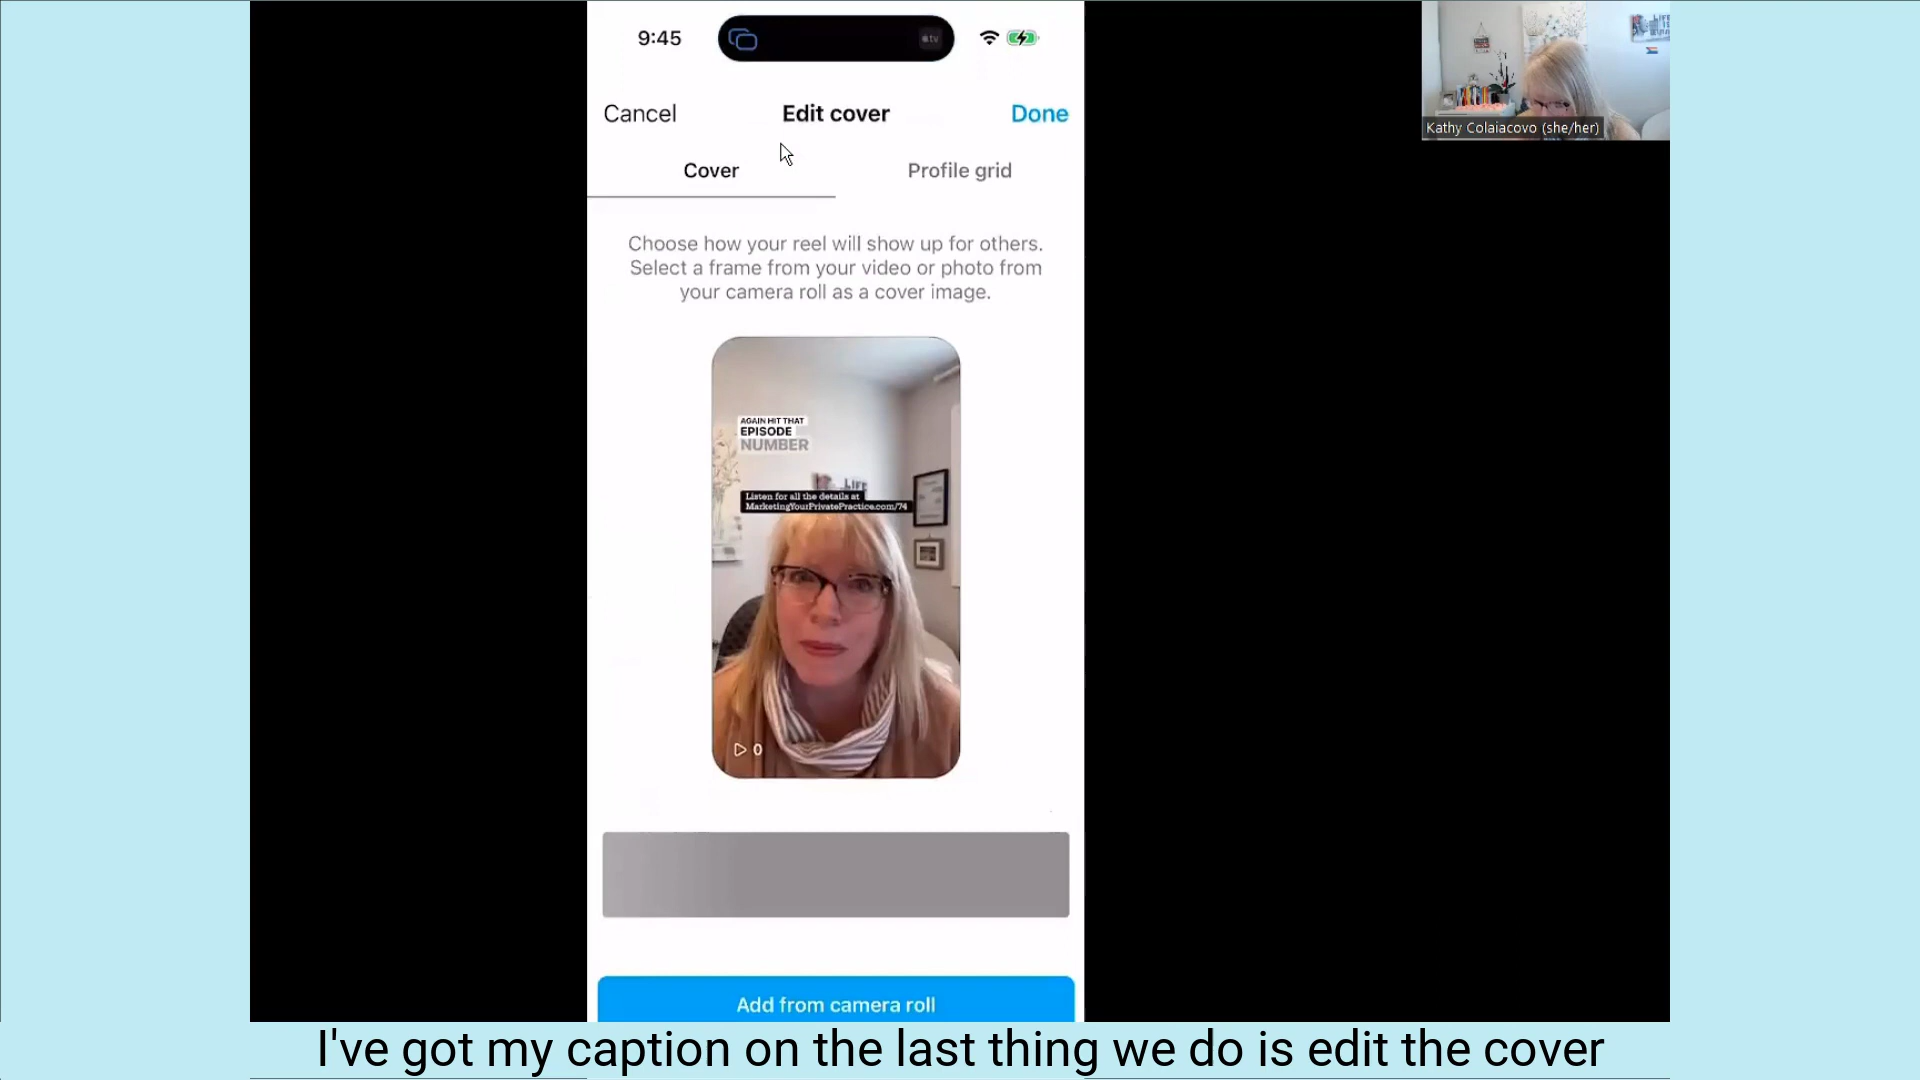 9:45
tv
Cancel
Edit cover
Done
Cover
Profile grid
Choose how your reel will show up for others.
Select a frame from your video or photo from
your camera roll as a cover image.
AGAIN HIT THAT
EPISODE
NUMBER
LIFE
Listen for all the details at
MarketingYourPrivatePractice.com/74
0
Add from camera roll
Kathy Colaiacovo (she/her)
I've got my caption on the last thing we do is edit the cover